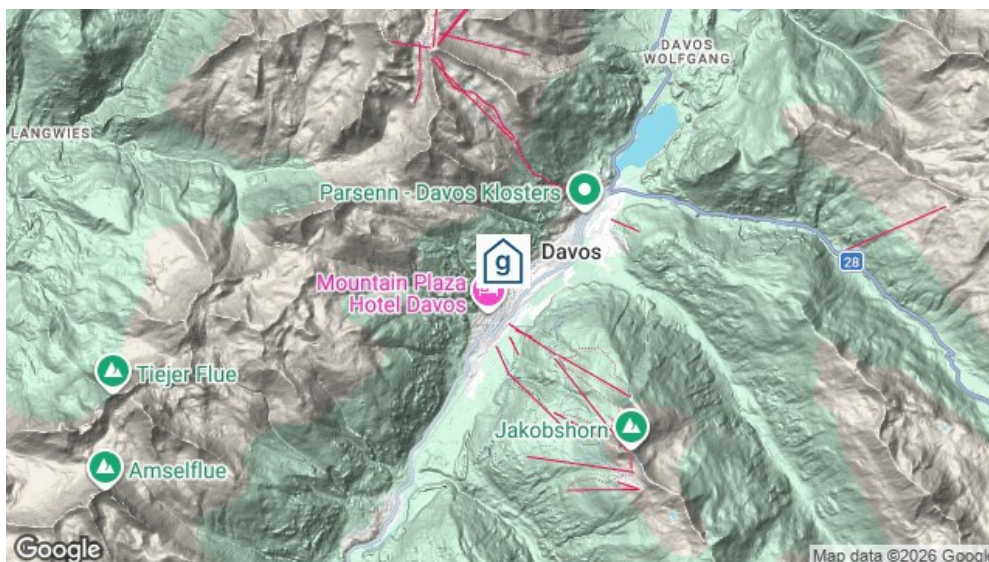 DAVOS
WOLFGANG
LANGWIES
Parsenn - Davos Klosters
Davos
g
28
Mountain Plaza
Hotel Davos
Tiejer Flue
Jakobshorn
Amselflue
Google
Map data ©2026 Google